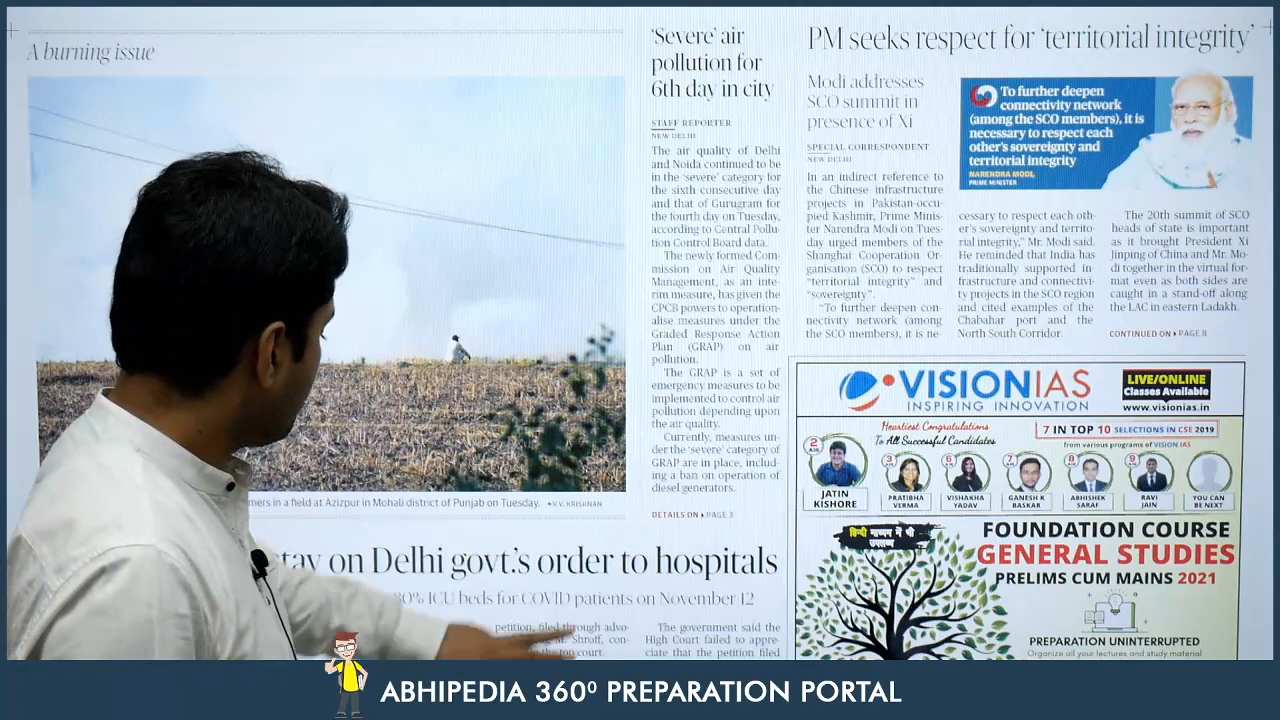 A burning issue
mers in a field at Azizpur in Mohali district of Punjab on Tuesday. • V.V. KRISHNAN
'Severe' air
pollution for
6th day in city
STAFF REPORTER
NEW DELHI
The air quality of Delhi
and Noida continued to be
in the 'severe' category for
the sixth consecutive day
and that of Gurugram for
the fourth day on Tuesday,
according to Central Pollu-
tion Control Board data.
The newly formed Com-
mission on Air Quality
Management, as an inte-
rim measure, has given the
CPCB powers to operation-
alise measures under the
Graded Response Action
Plan (GRAP) on air
pollution.
The GRAP is a set of
emergency measures to be
implemented to control air
pollution depending upon
the air quality.
Currently, measures un-
der the 'severe' category of
GRAP are in place, includ-
ing a ban on operation of
diesel generators.
DETAILS ON ▸ PAGE 3
PM seeks respect for 'territorial integrity'
Modi addresses
SCO summit in
presence of Xi
SPECIAL CORRESPONDENT
NEW DELHI
In an indirect reference to
the Chinese infrastructure
projects in Pakistan-occu-
pied Kashmir, Prime Minis-
ter Narendra Modi on Tues-
day urged members of the
Shanghai Cooperation Or-
ganisation (SCO) to respect
"territorial integrity" and
"sovereignty".
"To further deepen con-
nectivity network (among
the SCO members), it is ne-
To further deepen
connectivity network
(among the SCO members), it is
necessary to respect each
other's sovereignty and
territorial integrity
NARENDRA MODI,
PRIME MINISTER
cessary to respect each oth-
er's sovereignty and territo-
rial integrity," Mr. Modi said.
He reminded that India has
traditionally supported in-
frastructure and connectivi-
ty projects in the SCO region
and cited examples of the
Chabahar port and the
North South Corridor.
The 20th summit of SCO
heads of state is important
as it brought President Xi
Jinping of China and Mr. Mo-
di together in the virtual for-
mat even as both sides are
caught in a stand-off along
the LAC in eastern Ladakh.
CONTINUED ON ▸ PAGE 8
VISIONIAS
INSPIRING INNOVATION
LIVE/ONLINE
Classes Available
www.visionias.in
Heartiest Congratulations
To All Successful Candidates
7 IN TOP 10 SELECTIONS IN CSE 2019
from various programs of VISION IAS
2 AIR
JATIN
KISHORE
3 AIR
PRATIBHA
VERMA
6 AIR
VISHAKHA
YADAV
7 AIR
GANESH K
BASKAR
8 AIR
ABHISHEK
SARAF
9 AIR
RAVI
JAIN
YOU CAN
BE NEXT
हिन्दी माध्यम में भी
उपलब्ध
FOUNDATION COURSE
GENERAL STUDIES
PRELIMS CUM MAINS 2021
PREPARATION UNINTERRUPTED
Organize all your lectures and study material
stay on Delhi govt.'s order to hospitals
80% ICU beds for COVID patients on November 12
petition, filed through advo-
Shroff, con-
the top court.
The government said the
High Court failed to appre-
ciate that the petition filed
ABHIPEDIA 360⁰ PREPARATION PORTAL